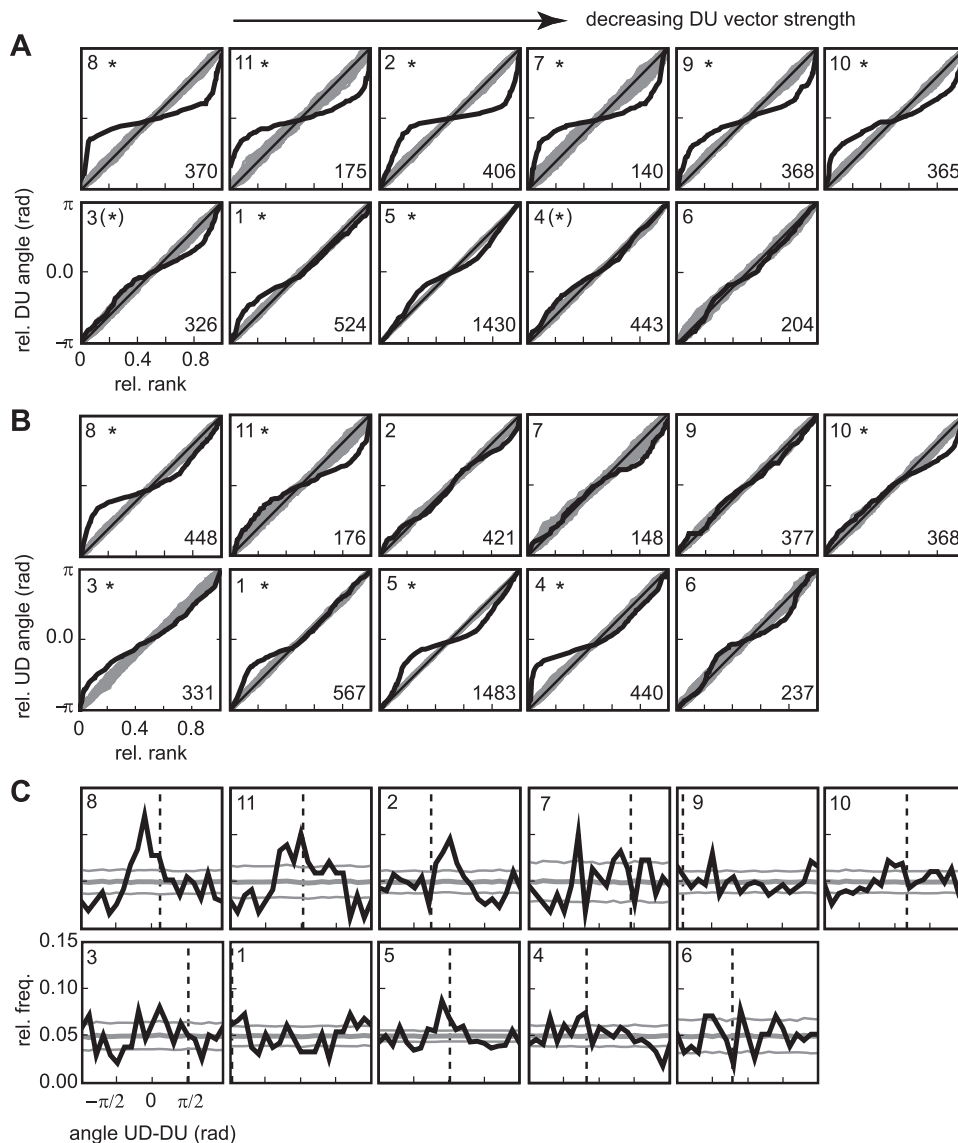 decreasing DU vector strength
A
8 * 11 * 2 * 7 * 9 * 10 *
370 175 406 140 368 365
π
3 (*) 1 * 5 * 4 (*) 6
rel. DU angle (rad)
0.0
326 524 1430 443 204
−π
0 0.4 0.8
rel. rank
B
8 * 11 * 2 7 9 10 *
448 176 421 148 377 368
π
3 * 1 * 5 * 4 * 6
rel. UD angle (rad)
0.0
331 567 1483 440 237
−π
0 0.4 0.8
rel. rank
C
8 11 2 7 9 10
0.15
3 1 5 4 6
rel. freq.
0.10
0.05
0.00
−π/2 0 π/2
angle UD-DU (rad)